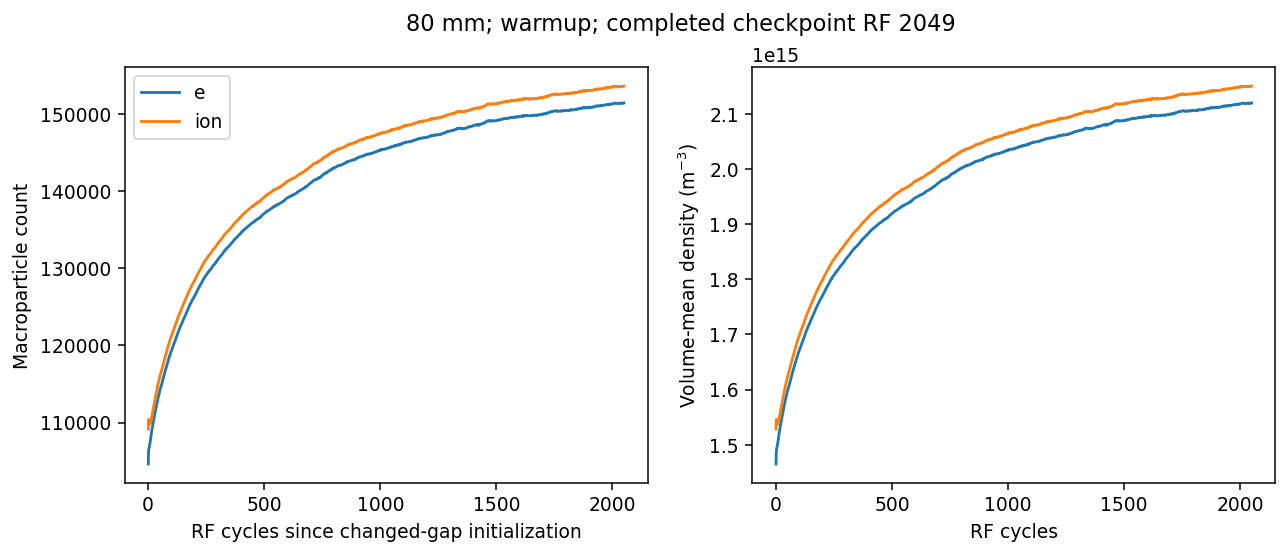 80 mm; warmup; completed checkpoint RF 2049
1e15
e
ion
150000
140000
130000
120000
110000
Macroparticle count
0
500
1000
1500
2000
RF cycles since changed-gap initialization
2.1
2.0
1.9
1.8
1.7
1.6
1.5
Volume-mean density (m⁻³)
0
500
1000
1500
2000
RF cycles